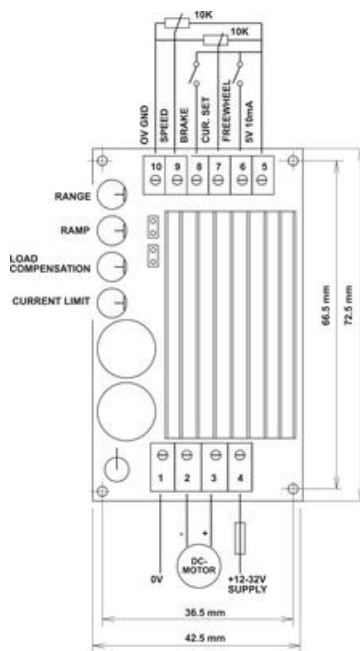 10K
10K
OV GND
SPEED
BRAKE
CUR. SET
FREEWHEEL
5V 10mA
10 9 8 7 6 5
RANGE
RAMP
LOAD
COMPENSATION
CURRENT LIMIT
66.5 mm
72.5 mm
1 2 3 4
- +
0V
DC-
MOTOR
+12-32V
SUPPLY
36.5 mm
42.5 mm